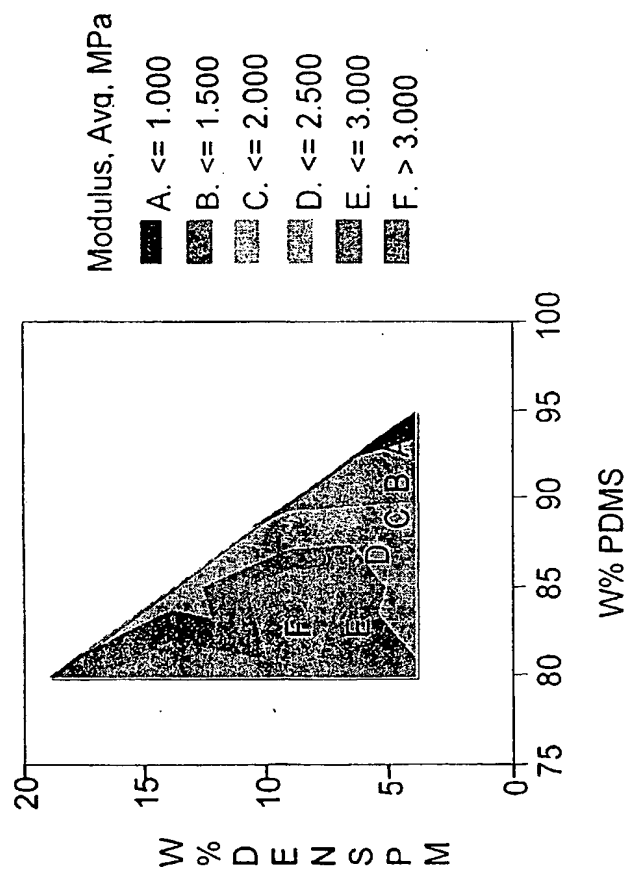 Modulus, Avg, MPa
A. <= 1.000
B. <= 1.500
C. <= 2.000
D. <= 2.500
E. <= 3.000
F. > 3.000
W % D E N S P M
20
15
10
5
0
F
E
D
C
B
A
75
80
85
90
95
100
W% PDMS